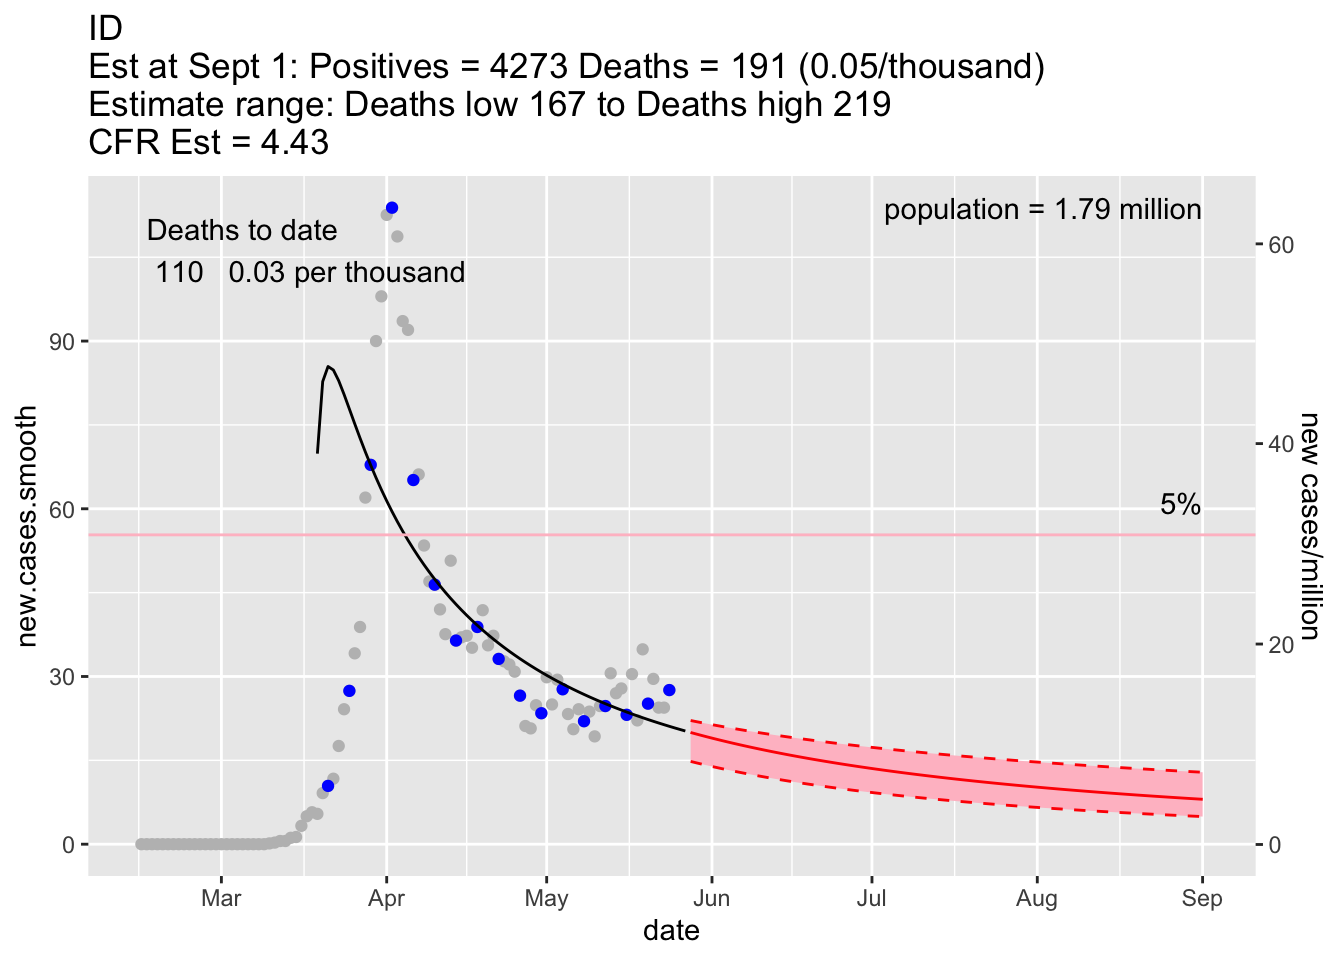 ID
Est at Sept 1: Positives = 4273 Deaths = 191 (0.05/thousand)
Estimate range: Deaths low 167 to Deaths high 219
CFR Est = 4.43
population = 1.79 million
Deaths to date
110 0.03 per thousand
5%
new.cases.smooth
90
60
30
0
new cases/million
60
40
20
0
Mar Apr May Jun Jul Aug Sep
date